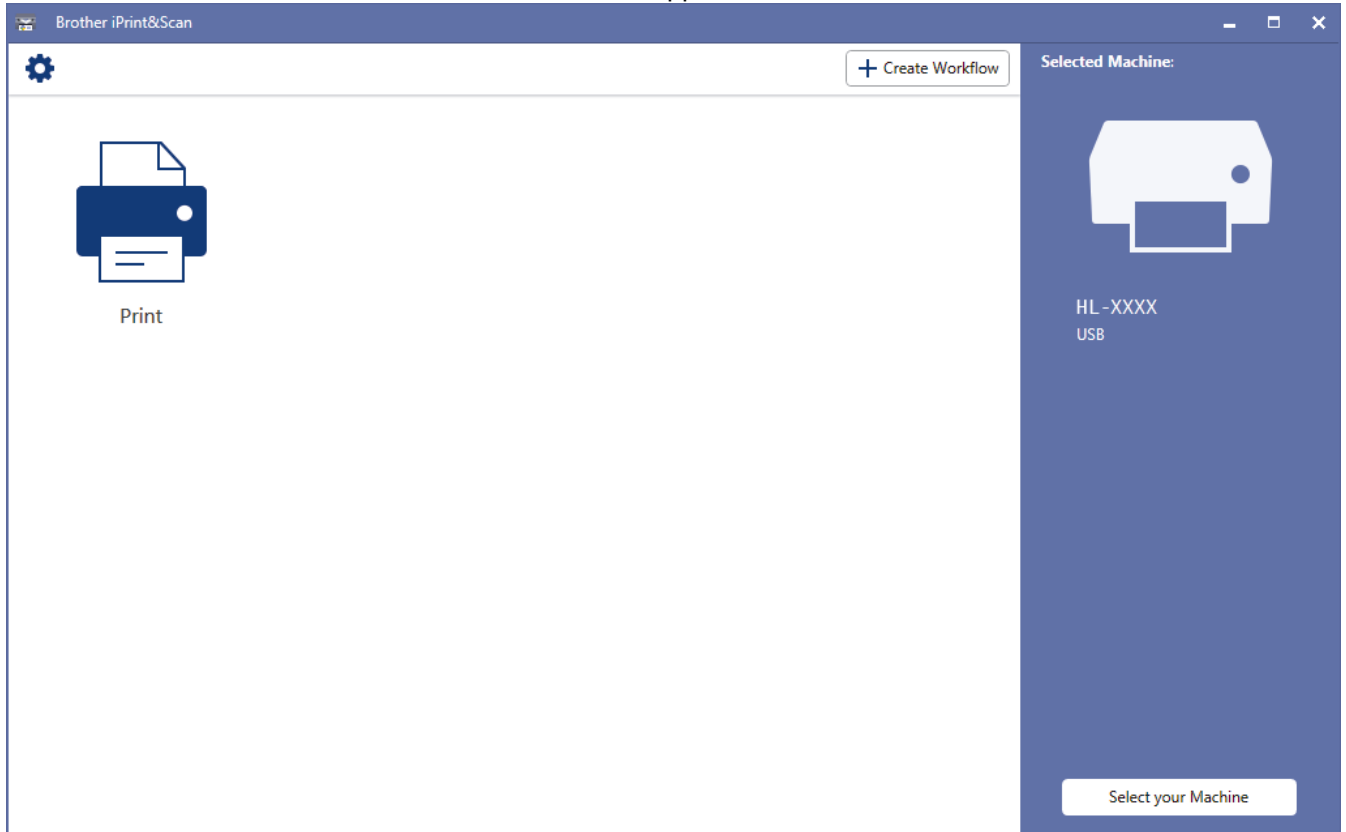 Brother iPrint&Scan
Create Workflow
Selected Machine:
Print
HL-XXXX
USB
Select your Machine